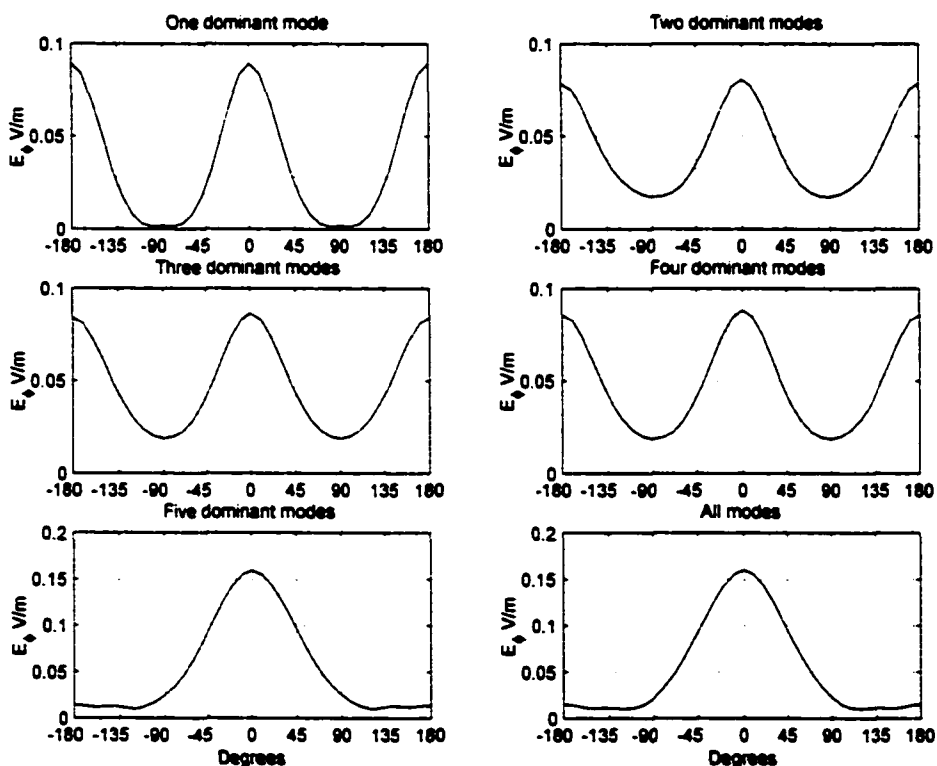 One dominant mode
Two dominant modes
0.1
0.05
0
E_ϕ V/m
-180 -135 -90 -45 0 45 90 135 180
0.1
0.05
0
E_ϕ V/m
-180 -135 -90 -45 0 45 90 135 180
Three dominant modes
Four dominant modes
0.1
0.05
0
E_ϕ V/m
-180 -135 -90 -45 0 45 90 135 180
0.1
0.05
0
E_ϕ V/m
-180 -135 -90 -45 0 45 90 135 180
Five dominant modes
All modes
0.2
0.15
0.1
0.05
0
E_ϕ V/m
-180 -135 -90 -45 0 45 90 135 180
Degrees
0.2
0.15
0.1
0.05
0
E_ϕ V/m
-180 -135 -90 -45 0 45 90 135 180
Degrees